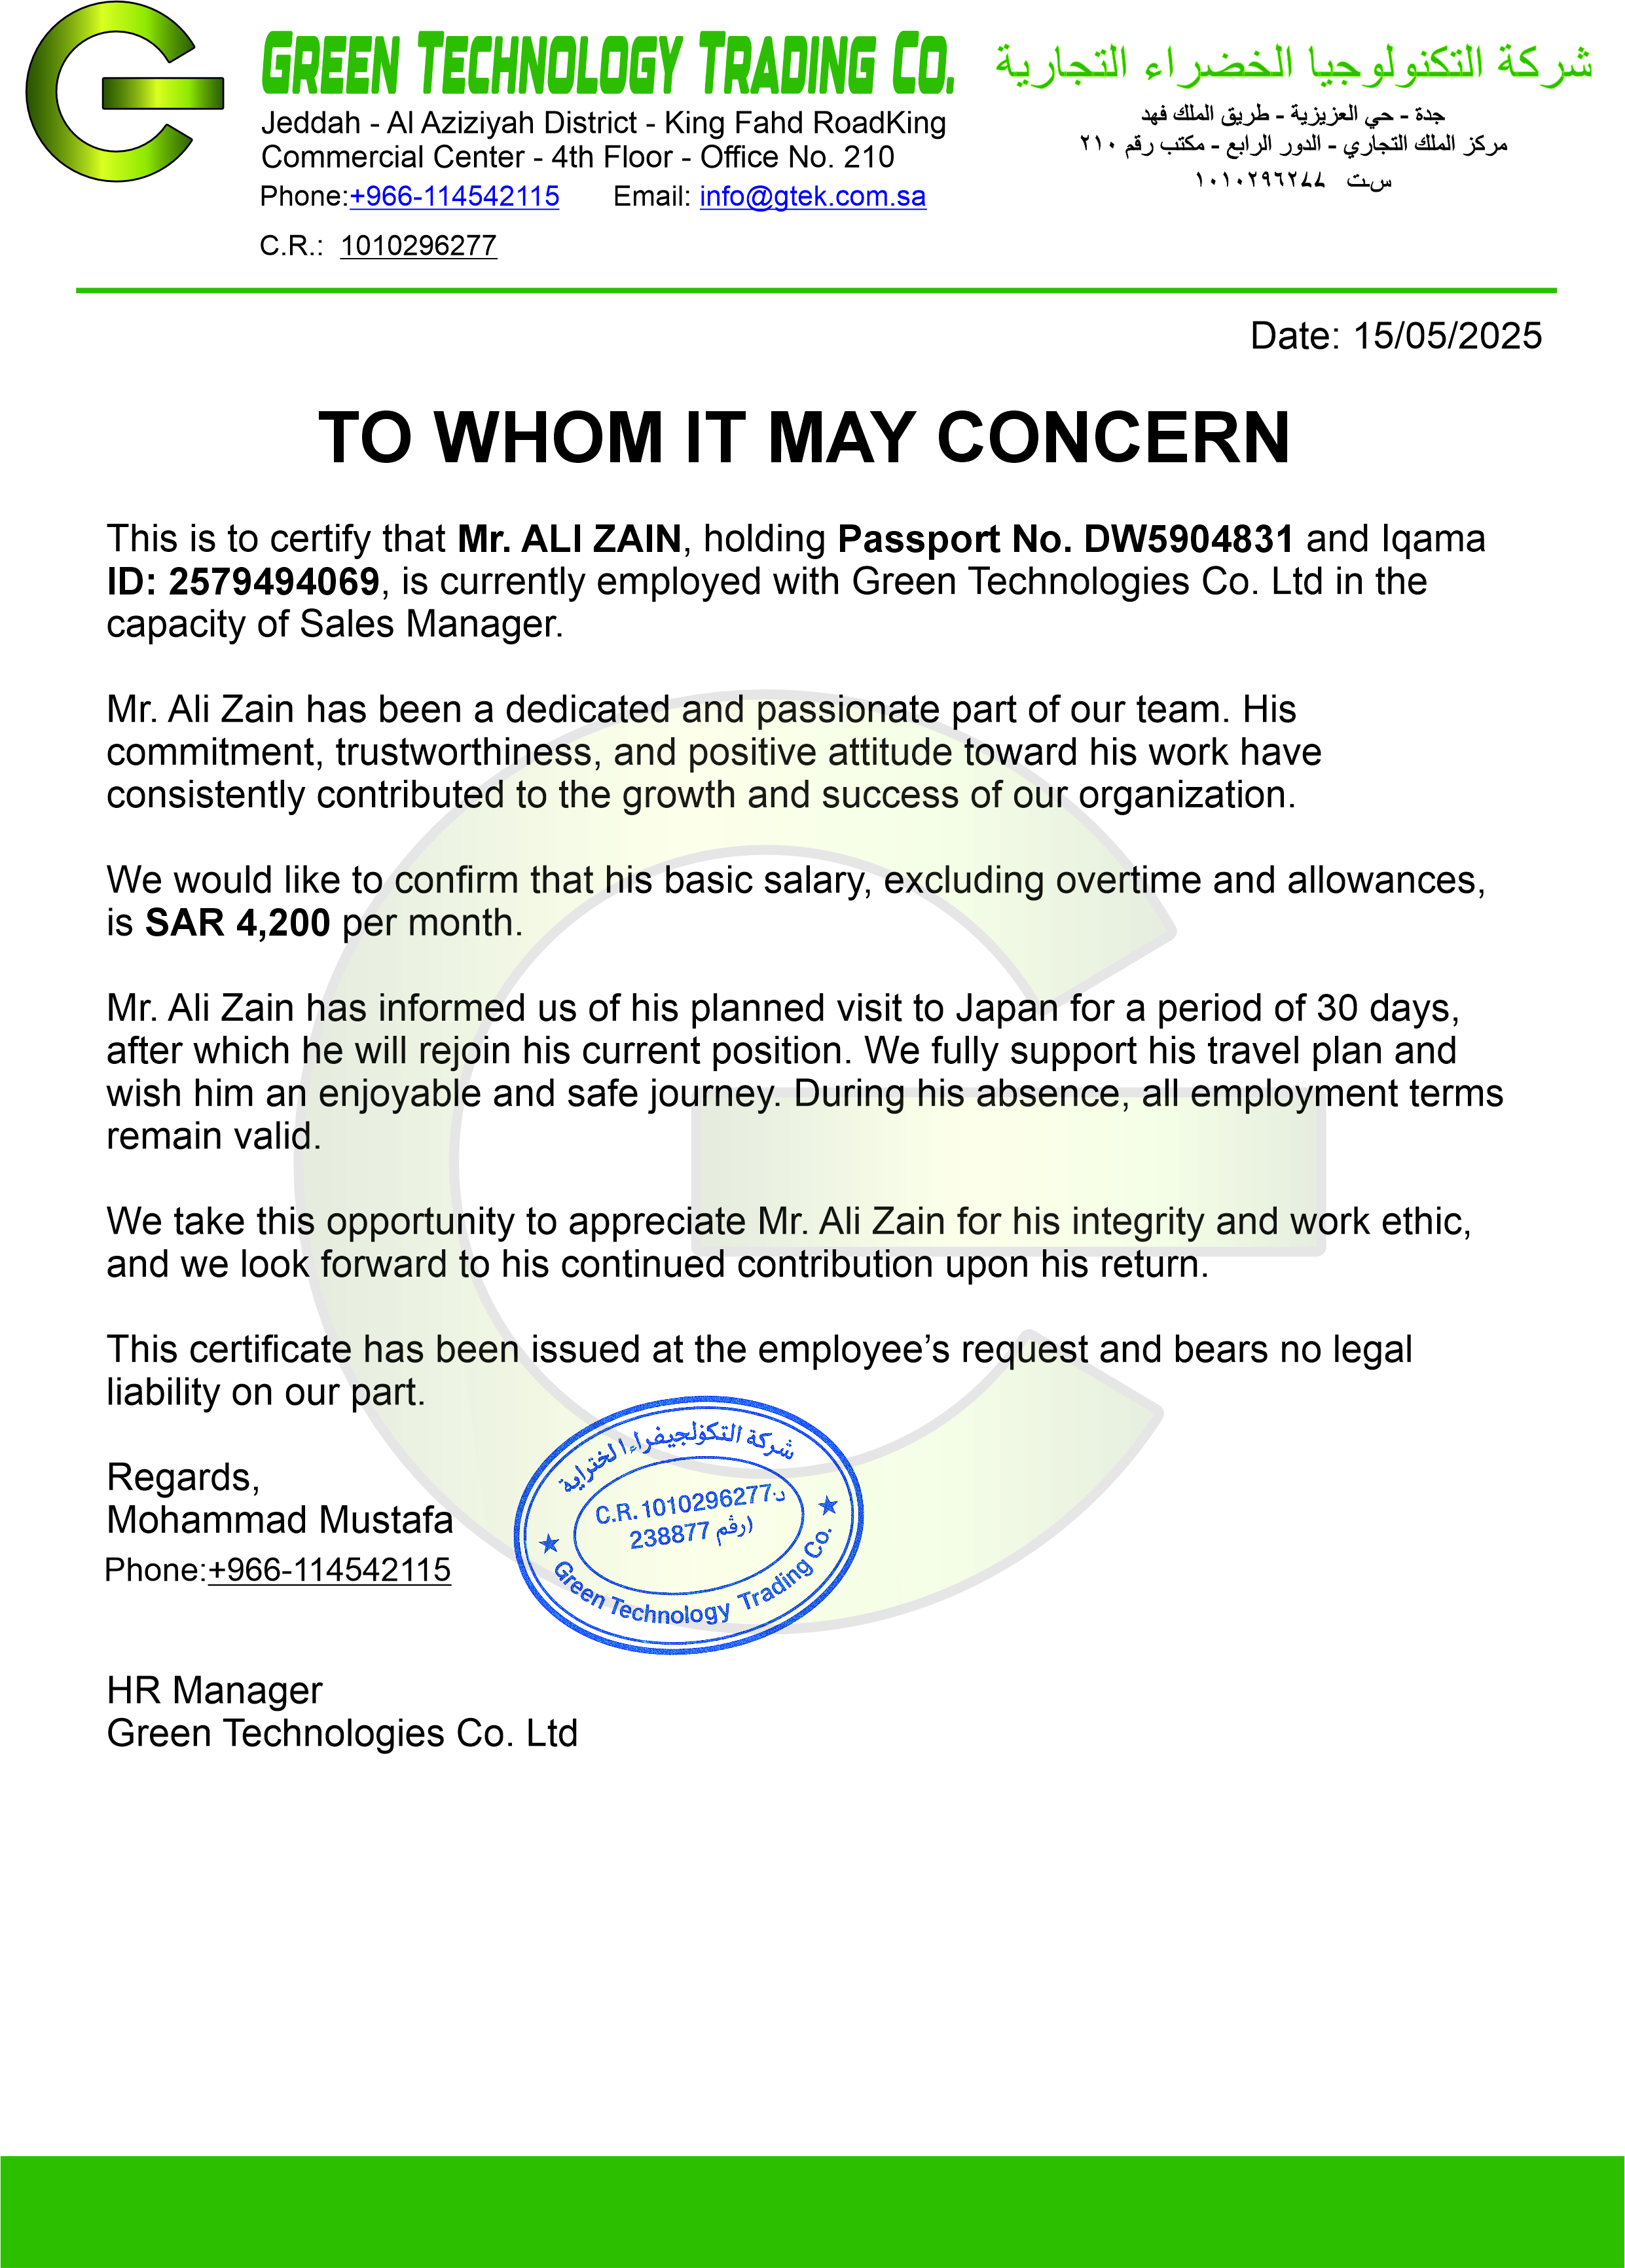 GREEN TECHNOLOGY TRADING CO.
Jeddah - Al Aziziyah District - King Fahd RoadKing
Commercial Center - 4th Floor - Office No. 210
Phone:+966-114542115 Email: info@gtek.com.sa
C.R.: 1010296277
شركة التكنولوجيا الخضراء التجارية
جدة - حي العزيزية - طريق الملك فهد
مركز الملك التجاري - الدور الرابع - مكتب رقم ٢١٠
س.ت ١٠١٠٢٩٦٢٧٧
Date: 15/05/2025
TO WHOM IT MAY CONCERN
This is to certify that Mr. ALI ZAIN, holding Passport No. DW5904831 and Iqama
ID: 2579494069, is currently employed with Green Technologies Co. Ltd in the
capacity of Sales Manager.
Mr. Ali Zain has been a dedicated and passionate part of our team. His
commitment, trustworthiness, and positive attitude toward his work have
consistently contributed to the growth and success of our organization.
We would like to confirm that his basic salary, excluding overtime and allowances,
is SAR 4,200 per month.
Mr. Ali Zain has informed us of his planned visit to Japan for a period of 30 days,
after which he will rejoin his current position. We fully support his travel plan and
wish him an enjoyable and safe journey. During his absence, all employment terms
remain valid.
We take this opportunity to appreciate Mr. Ali Zain for his integrity and work ethic,
and we look forward to his continued contribution upon his return.
This certificate has been issued at the employee’s request and bears no legal
liability on our part.
Regards,
Mohammad Mustafa
Phone:+966-114542115
شركة
C.R. 1010296277
238877
Green Technology Trading Co.
HR Manager
Green Technologies Co. Ltd